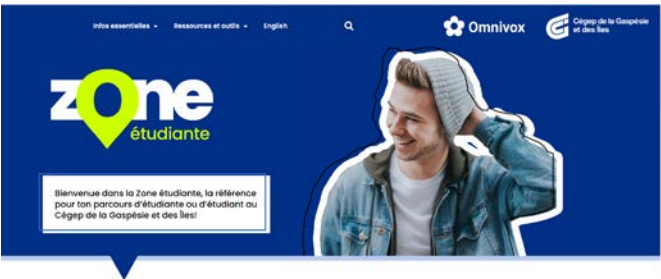 Infos essentielles Ressources et outils English Omnivox Cégep de la Gaspésie
et des Îles
zone
étudiante
Bienvenue dans la Zone étudiante, la référence
pour ton parcours d'étudiante ou d'étudiant au
Cégep de la Gaspésie et des Îles!